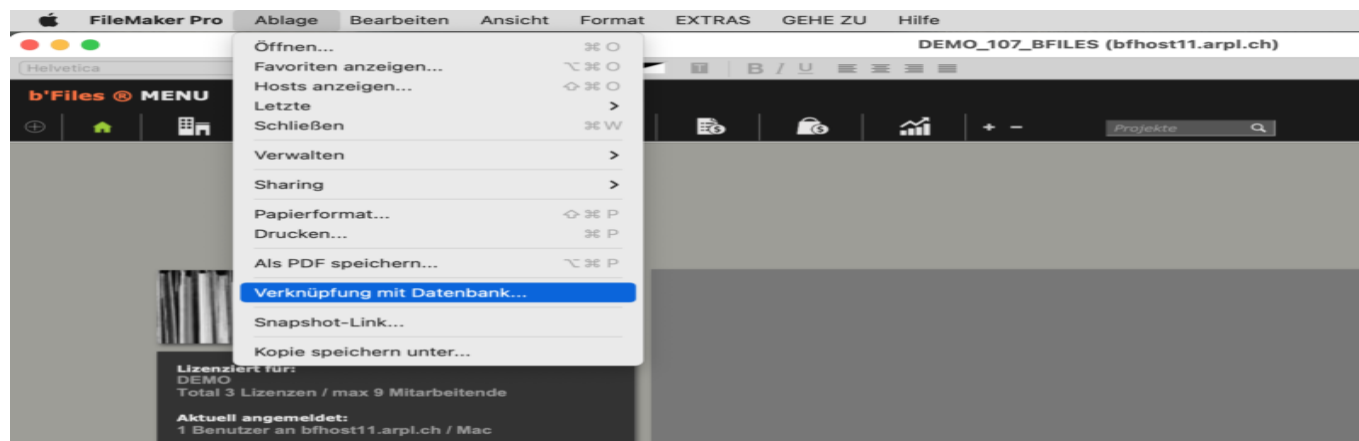 FileMaker Pro Ablage Bearbeiten Ansicht Format EXTRAS GEHE ZU Hilfe
DEMO_107_BFILES (bfhost11.arpl.ch)
Helvetica B I U
b'Files ® MENU
+ − Projekte
Öffnen... ⌘ O
Favoriten anzeigen... ⌥ ⌘ O
Hosts anzeigen... ⇧ ⌘ O
Letzte >
Schließen ⌘ W
Verwalten >
Sharing >
Papierformat... ⇧ ⌘ P
Drucken... ⌘ P
Als PDF speichern... ⌥ ⌘ P
Verknüpfung mit Datenbank...
Snapshot-Link...
Kopie speichern unter...
Lizenziert für:
DEMO
Total 3 Lizenzen / max 9 Mitarbeitende
Aktuell angemeldet:
1 Benutzer an bfhost11.arpl.ch / Mac